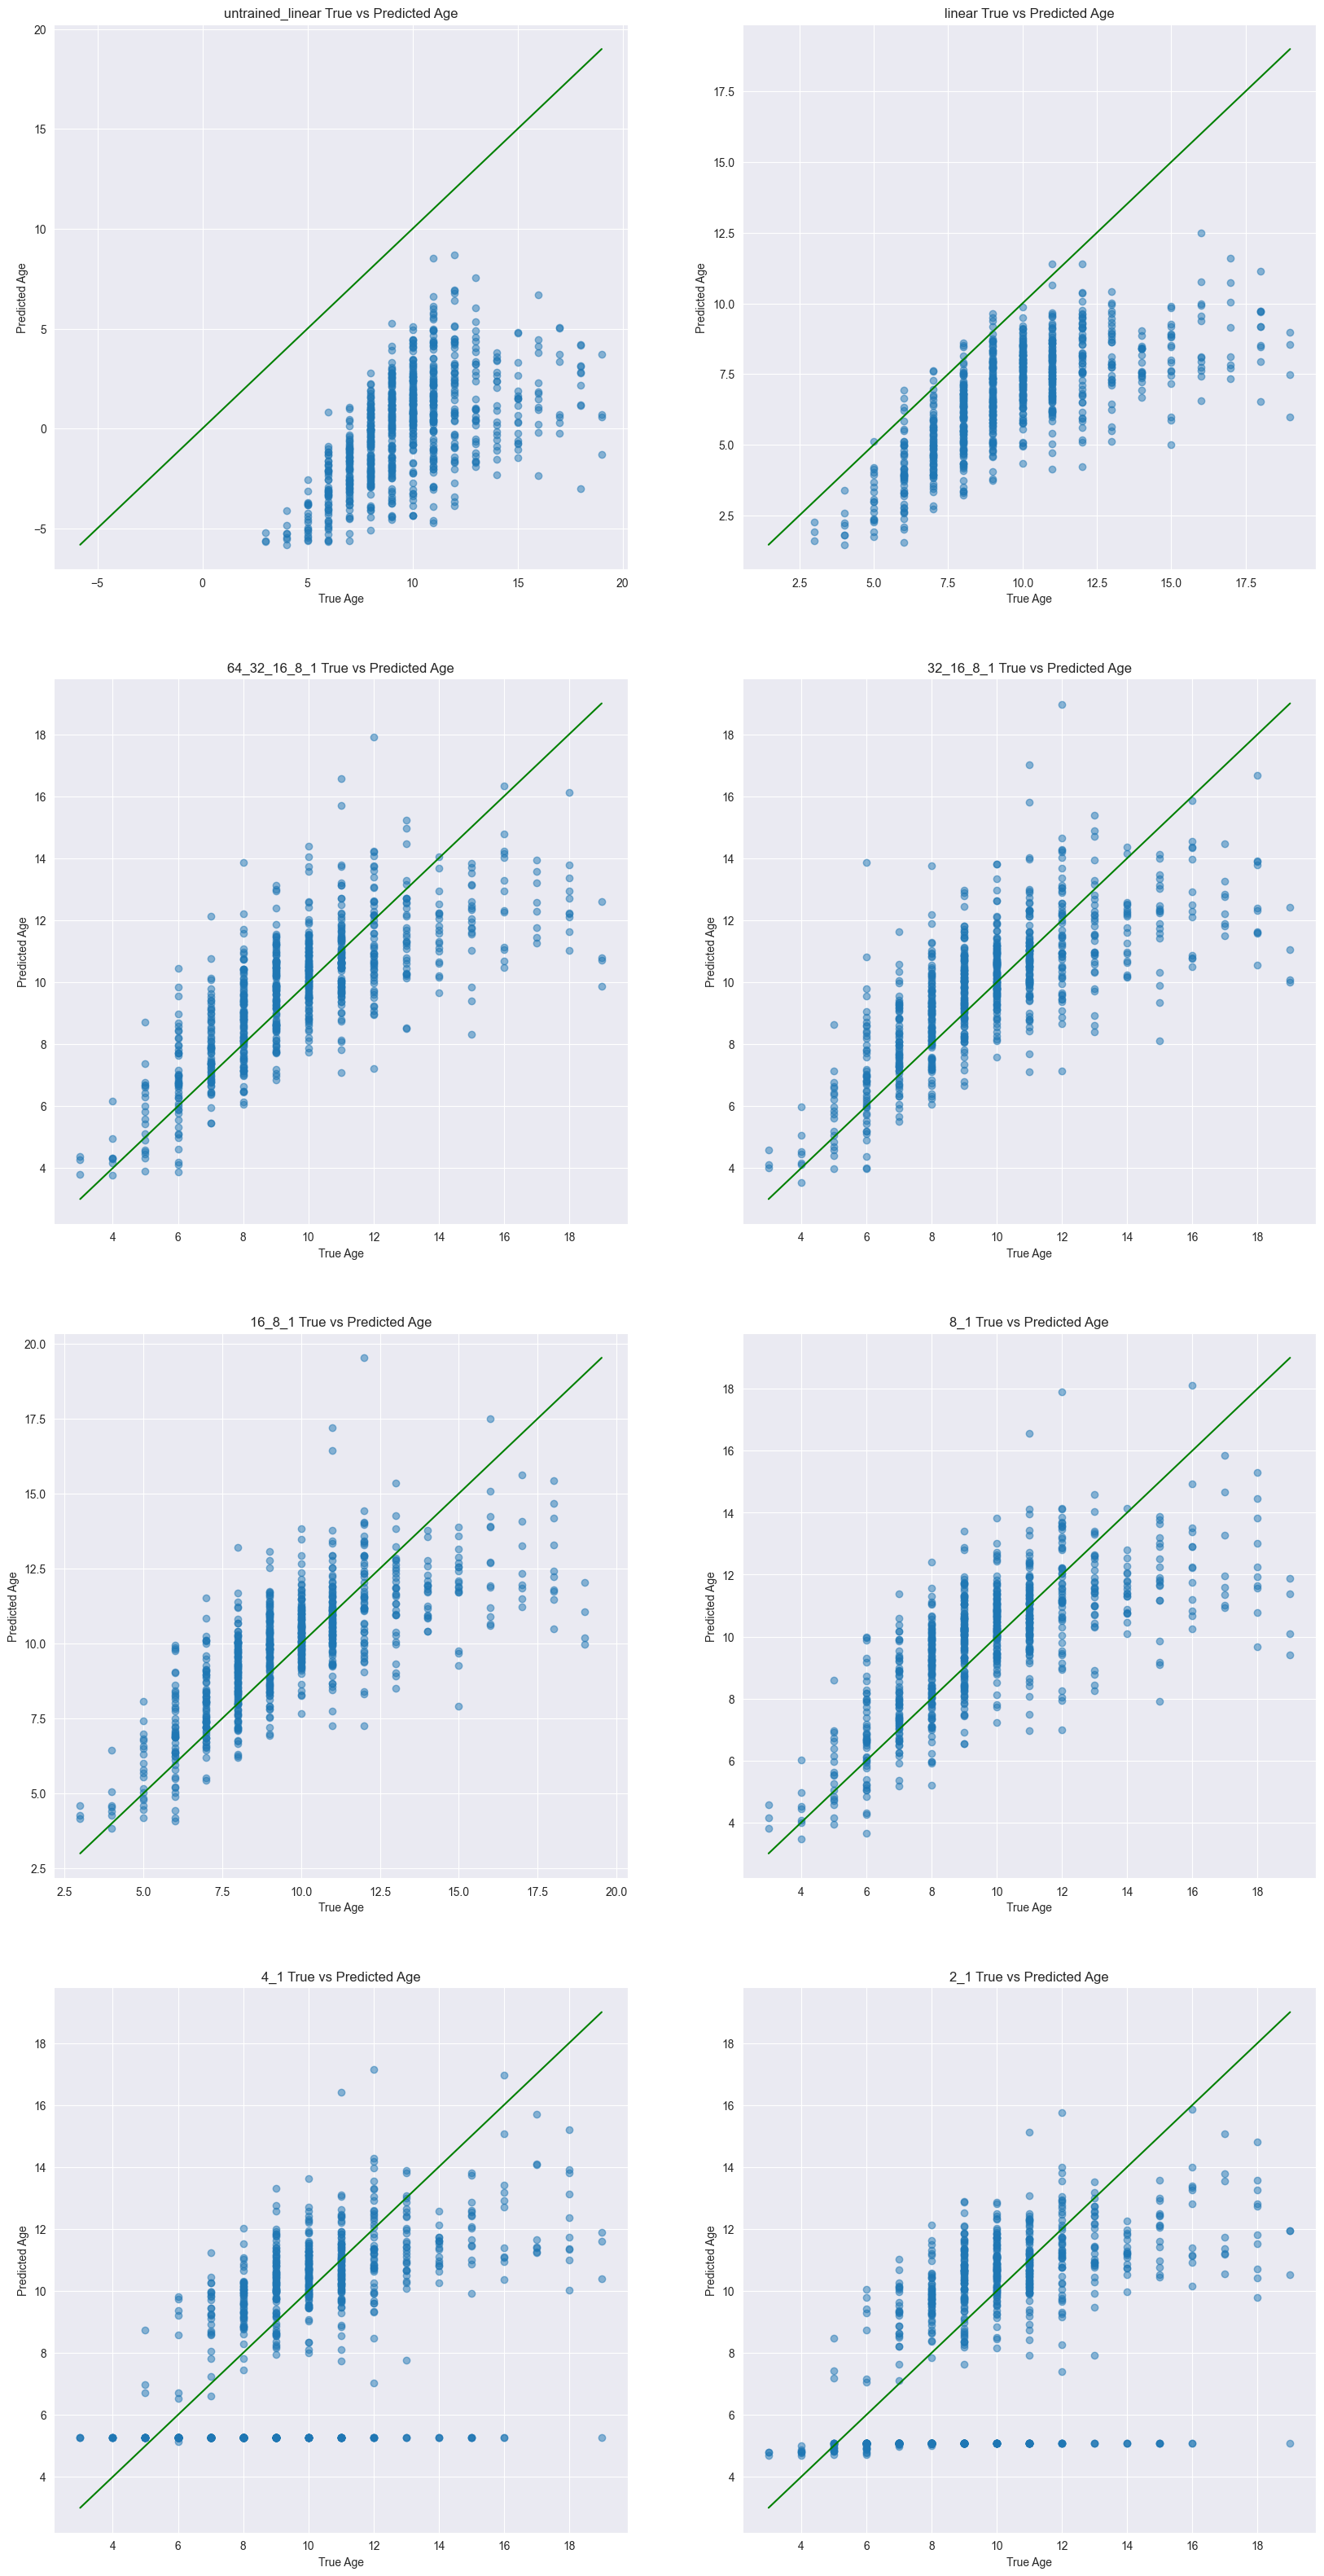 untrained_linear True vs Predicted Age
20
15
10
5
0
−5
Predicted Age
−5 0 5 10 15 20
True Age
linear True vs Predicted Age
17.5
15.0
12.5
10.0
7.5
5.0
2.5
Predicted Age
2.5 5.0 7.5 10.0 12.5 15.0 17.5
True Age
64_32_16_8_1 True vs Predicted Age
18
16
14
12
10
8
6
4
Predicted Age
4 6 8 10 12 14 16 18
True Age
32_16_8_1 True vs Predicted Age
18
16
14
12
10
8
6
4
Predicted Age
4 6 8 10 12 14 16 18
True Age
16_8_1 True vs Predicted Age
20.0
17.5
15.0
12.5
10.0
7.5
5.0
2.5
Predicted Age
2.5 5.0 7.5 10.0 12.5 15.0 17.5 20.0
True Age
8_1 True vs Predicted Age
18
16
14
12
10
8
6
4
Predicted Age
4 6 8 10 12 14 16 18
True Age
4_1 True vs Predicted Age
18
16
14
12
10
8
6
4
Predicted Age
4 6 8 10 12 14 16 18
True Age
2_1 True vs Predicted Age
18
16
14
12
10
8
6
4
Predicted Age
4 6 8 10 12 14 16 18
True Age